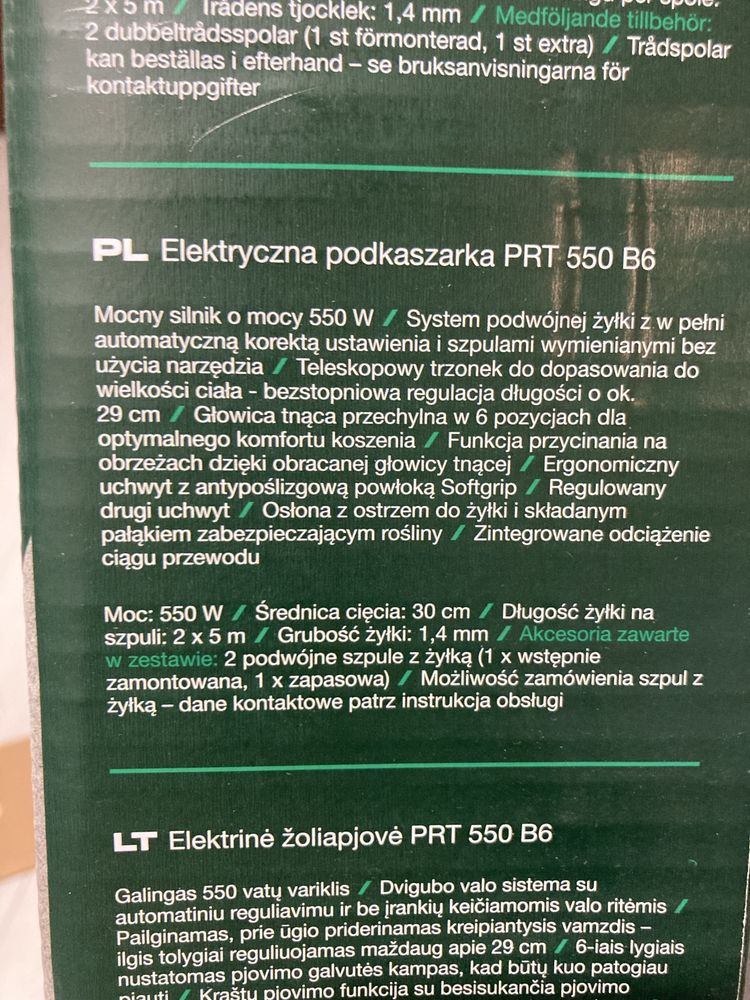 2 x 5 m / Trådens tjocklek: 1,4 mm / Medföljande tillbehör:
2 dubbeltrådsspolar (1 st förmonterad, 1 st extra) / Trådspolar
kan beställas i efterhand – se bruksanvisningarna för
kontaktuppgifter
PL Elektryczna podkaszarka PRT 550 B6
Mocny silnik o mocy 550 W / System podwójnej żyłki z w pełni
automatyczną korektą ustawienia i szpulami wymienianymi bez
użycia narzędzia / Teleskopowy trzonek do dopasowania do
wielkości ciała - bezstopniowa regulacja długości o ok.
29 cm / Głowica tnąca przechylna w 6 pozycjach dla
optymalnego komfortu koszenia / Funkcja przycinania na
obrzeżach dzięki obracanej głowicy tnącej / Ergonomiczny
uchwyt z antypoślizgową powłoką Softgrip / Regulowany
drugi uchwyt / Osłona z ostrzem do żyłki i składanym
pałąkiem zabezpieczającym rośliny / Zintegrowane odciążenie
ciągu przewodu
Moc: 550 W / Średnica cięcia: 30 cm / Długość żyłki na
szpuli: 2 x 5 m / Grubość żyłki: 1,4 mm / Akcesoria zawarte
w zestawie: 2 podwójne szpule z żyłką (1 x wstępnie
zamontowana, 1 x zapasowa) / Możliwość zamówienia szpul z
żyłką – dane kontaktowe patrz instrukcja obsługi
LT Elektrinė žoliapjovė PRT 550 B6
Galingas 550 vatų variklis / Dvigubo valo sistema su
automatiniu reguliavimu ir be įrankių keičiamomis valo ritėmis /
Pailginamas, prie ūgio priderinamas kreipiantysis vamzdis –
ilgis tolygiai reguliuojamas maždaug apie 29 cm / 6-iais lygiais
nustatomas pjovimo galvutės kampas, kad būtų kuo patogiau
pjauti / Kraštų pjovimo funkcija su besisukančia pjovimo